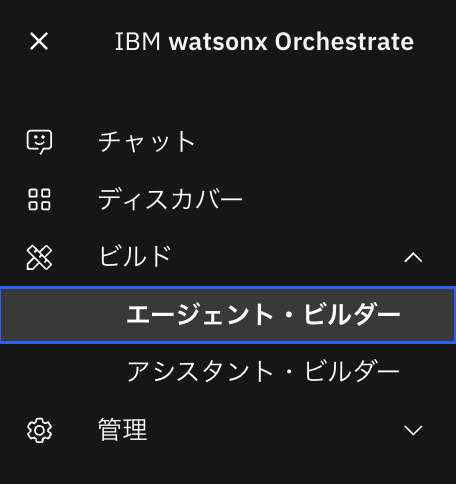 IBM watsonx Orchestrate
チャット
ディスカバー
ビルド
エージェント・ビルダー
アシスタント・ビルダー
管理